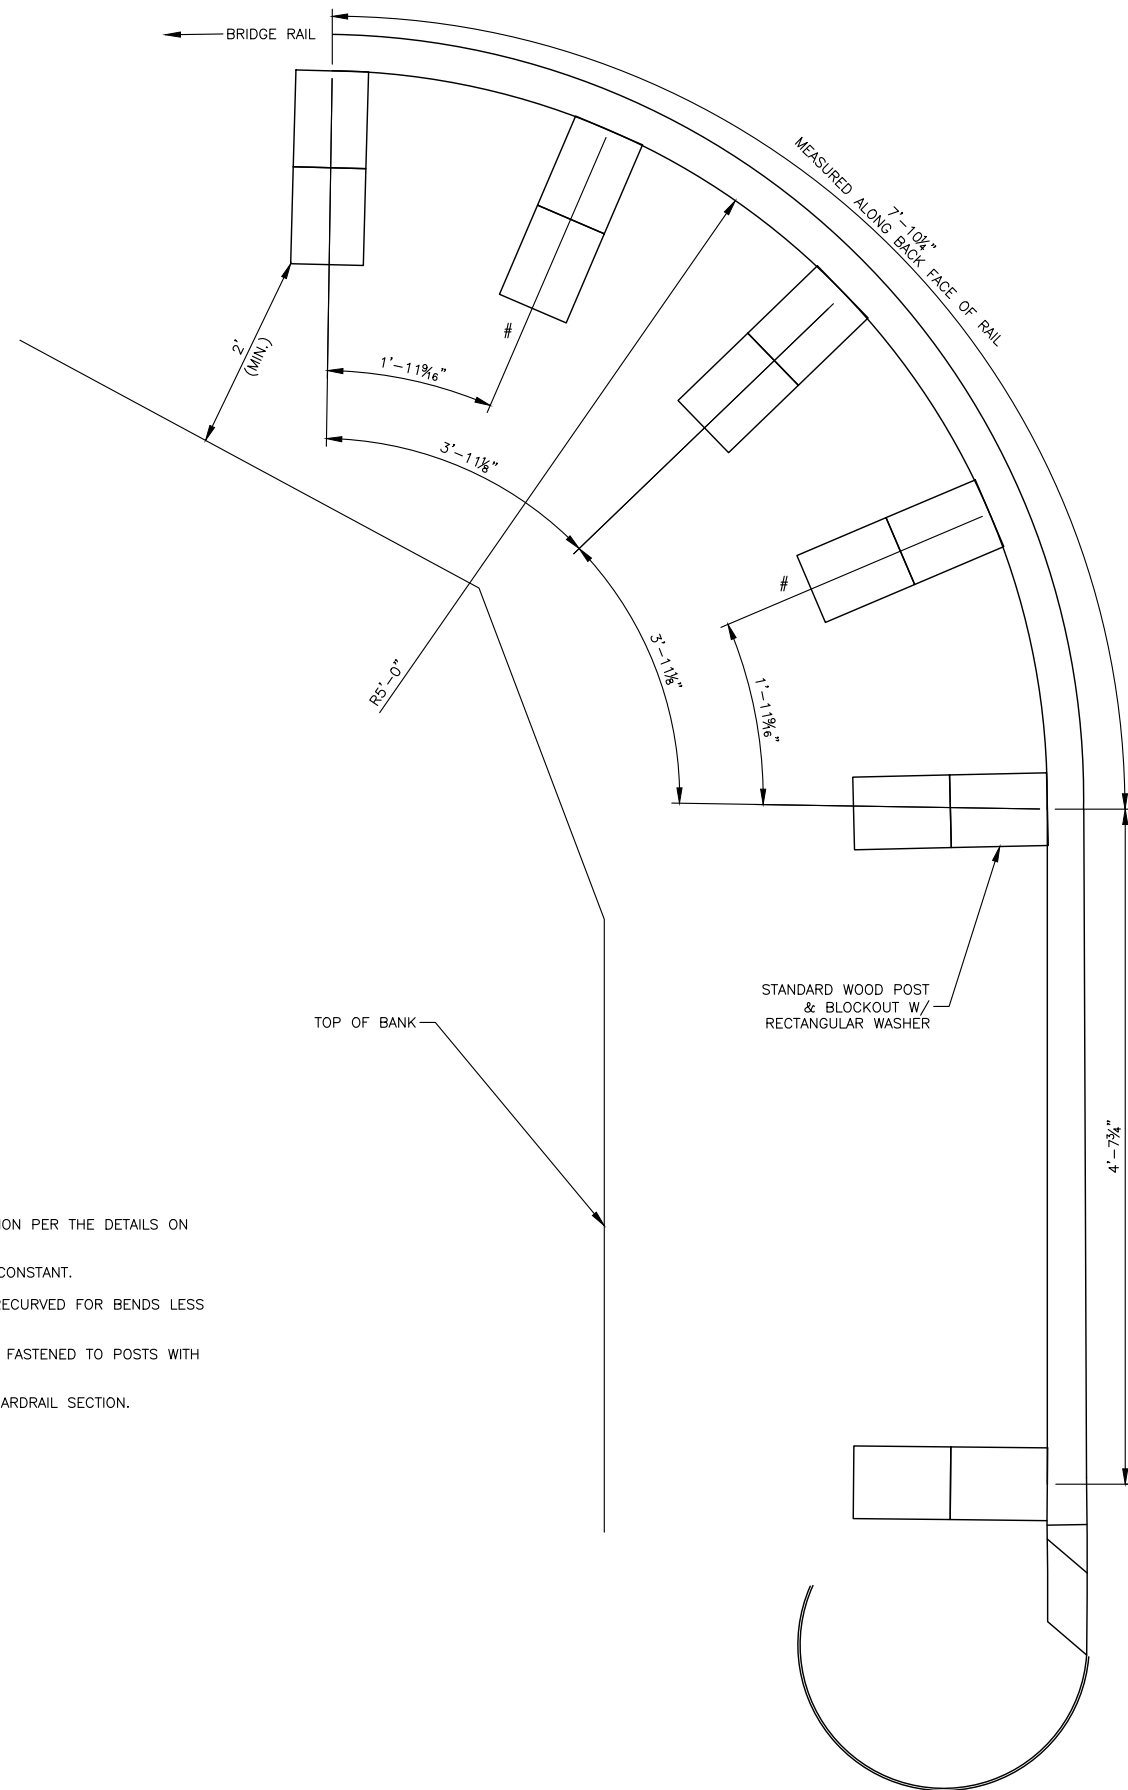 BRIDGE RAIL
MEASURED ALONG BACK FACE OF RAIL
7'-10¼"
2'
(MIN.)
#
1'-11⁹⁄₁₆"
3'-11⅛"
R5'-0"
#
3'-11⅛"
1'-11⁹⁄₁₆"
STANDARD WOOD POST
& BLOCKOUT W/
RECTANGULAR WASHER
TOP OF BANK
4'-7¾"
ION PER THE DETAILS ON
CONSTANT.
RECURVED FOR BENDS LESS
FASTENED TO POSTS WITH
ARDRAIL SECTION.